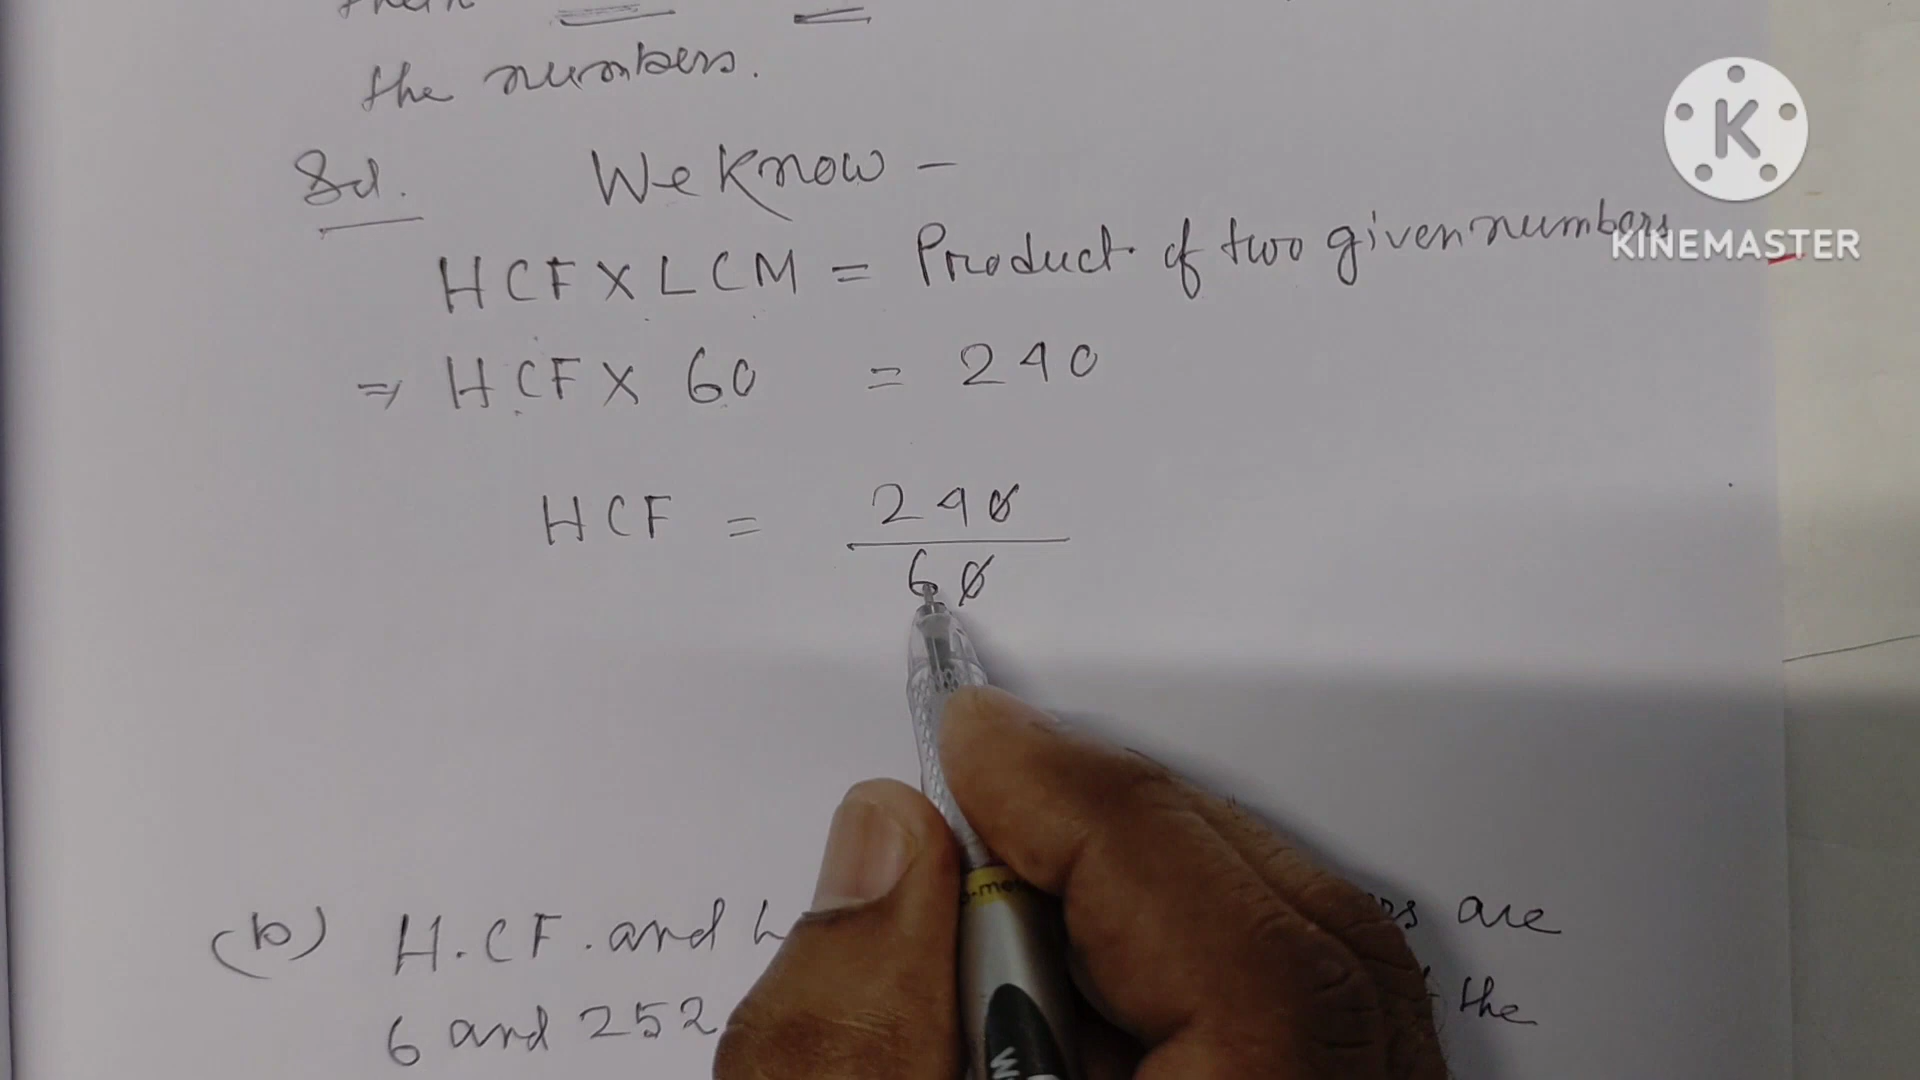 their
the numbers.
Sol. We know -
HCF X LCM = Product of two given numbers
⇒ HCF X 60 = 240
HCF = 240
60
(b) H.CF. and L are
6 and 252 the
K
KINEMASTER